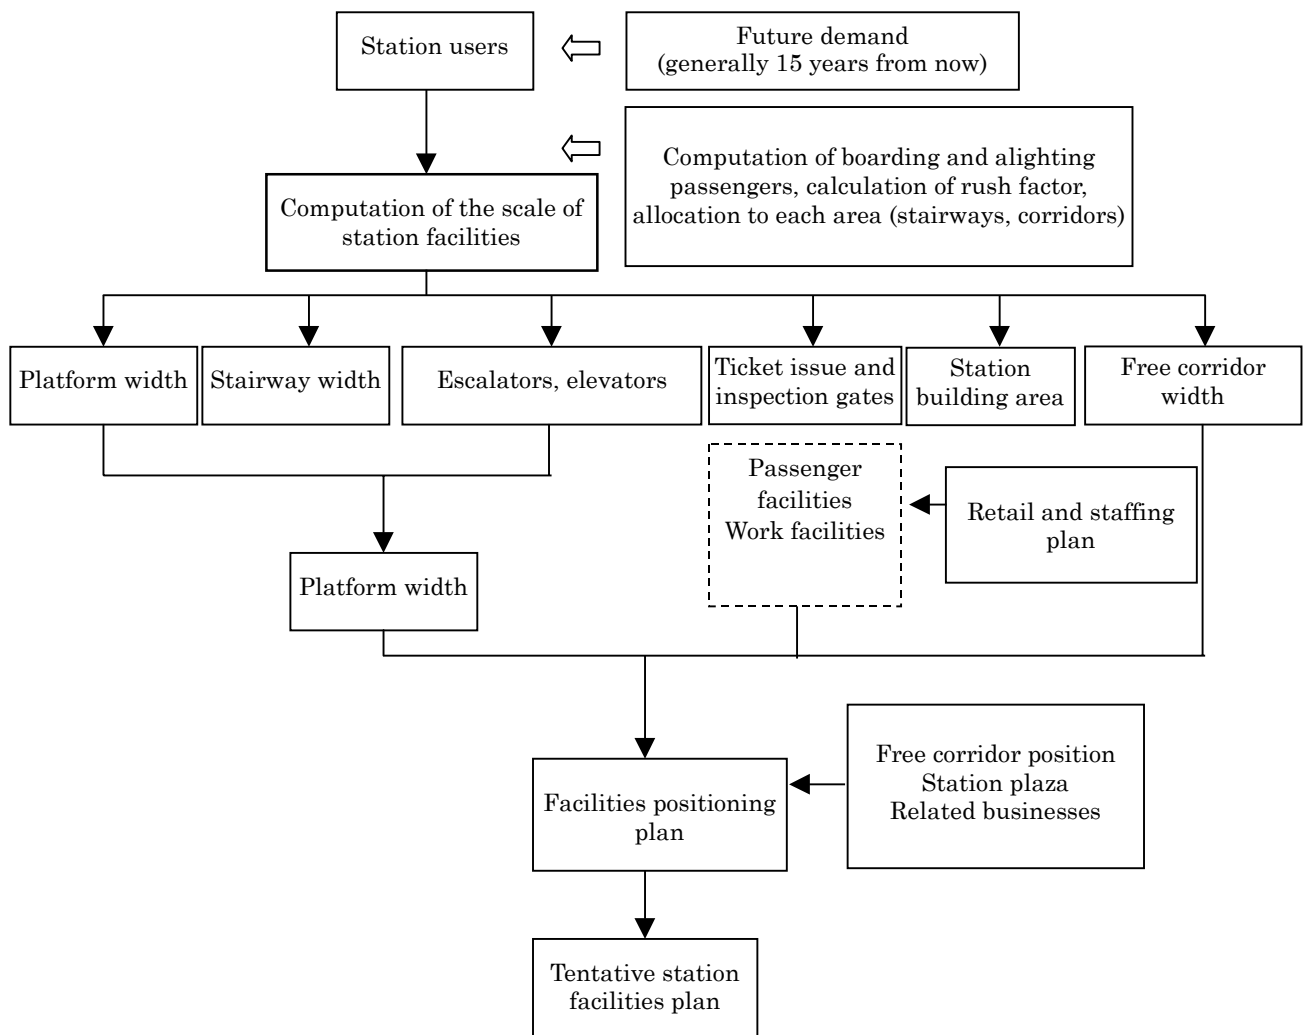 Station users
Future demand
(generally 15 years from now)
Computation of boarding and alighting
passengers, calculation of rush factor,
allocation to each area (stairways, corridors)
Computation of the scale of
station facilities
Platform width
Stairway width
Escalators, elevators
Ticket issue and
inspection gates
Station
building area
Free corridor
width
Passenger
facilities
Work facilities
Retail and staffing
plan
Platform width
Free corridor position
Station plaza
Related businesses
Facilities positioning
plan
Tentative station
facilities plan